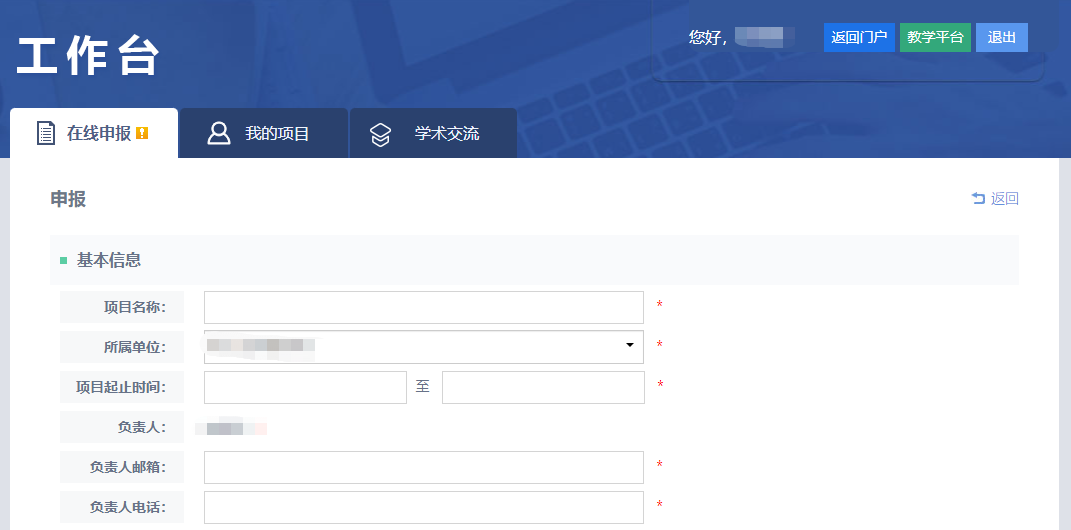 工作台
您好,
返回门户 教学平台 退出
在线申报 我的项目 学术交流
申报 返回
基本信息
项目名称: *
所属单位: *
项目起止时间: 至 *
负责人:
负责人邮箱: *
负责人电话: *